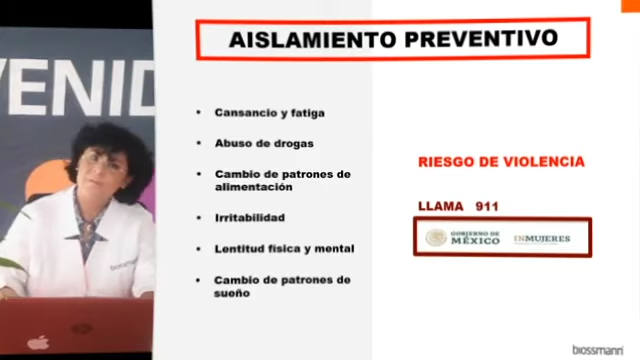 VENID
AISLAMIENTO PREVENTIVO
• Cansancio y fatiga
• Abuso de drogas
• Cambio de patrones de
alimentación
• Irritabilidad
• Lentitud física y mental
• Cambio de patrones de
sueño
RIESGO DE VIOLENCIA
LLAMA 911
GOBIERNO DE
MÉXICO
INMUJERES
biossmann
biossmann